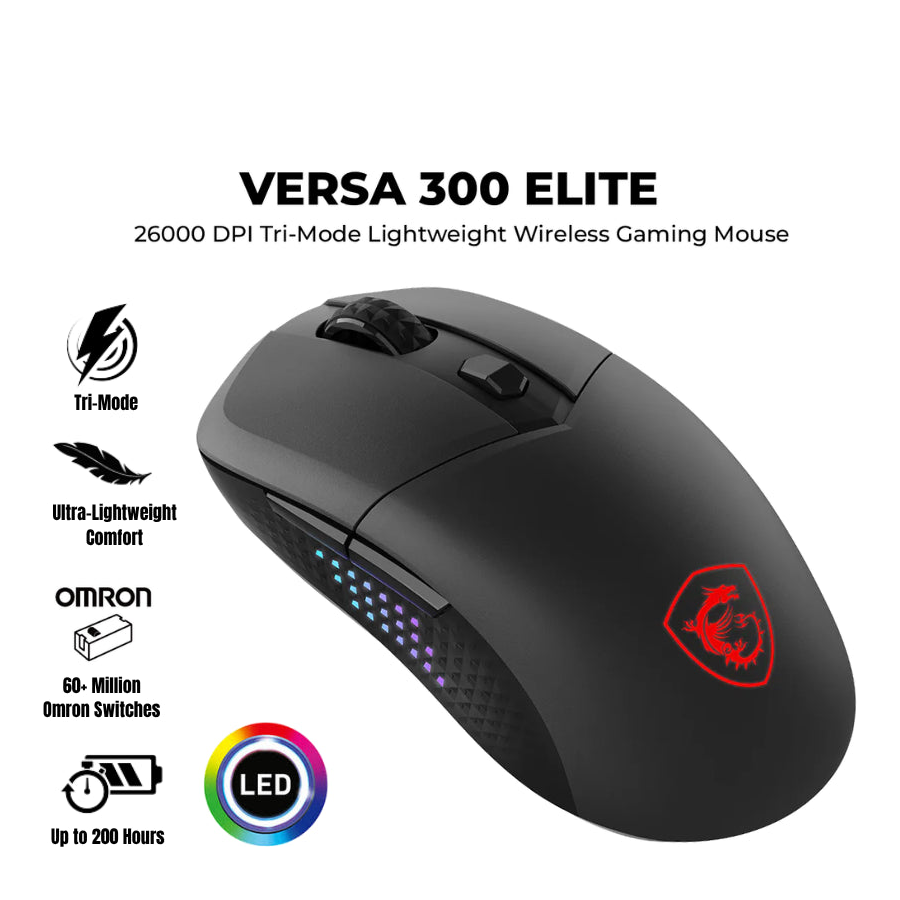 VERSA 300 ELITE
26000 DPI Tri-Mode Lightweight Wireless Gaming Mouse
Tri-Mode
Ultra-Lightweight
Comfort
OMRON
60+ Million
Omron Switches
Up to 200 Hours
LED